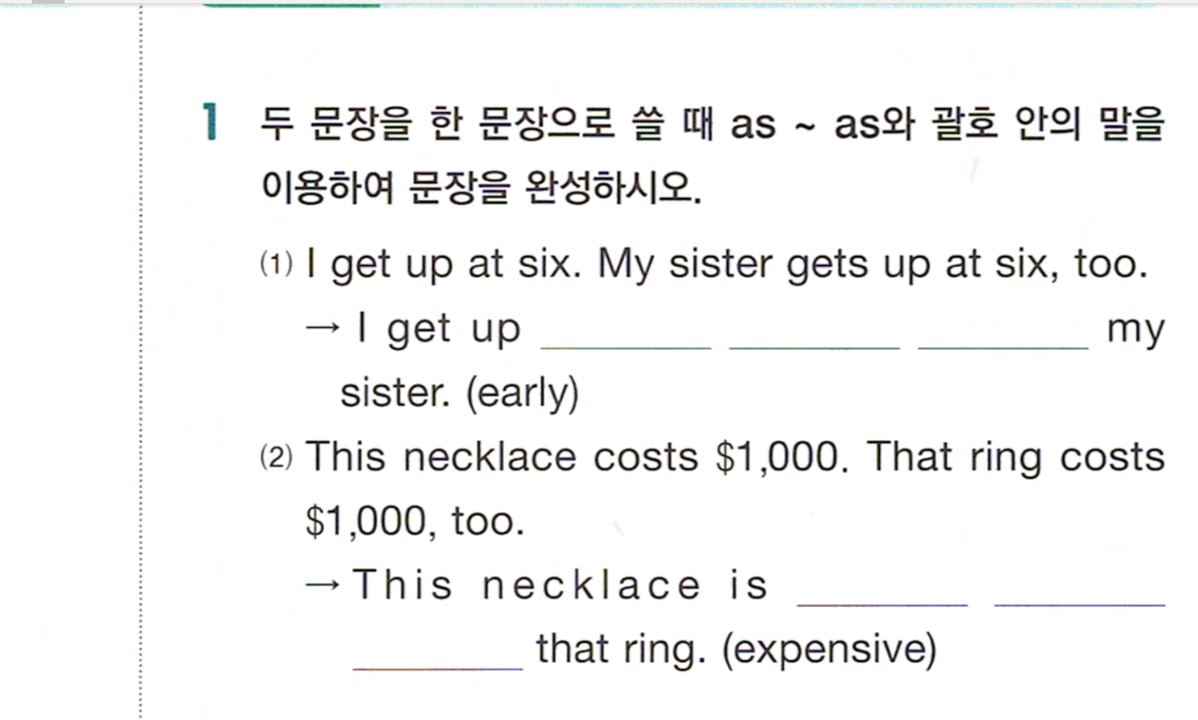 1 두 문장을 한 문장으로 쓸 때 as ~ as와 괄호 안의 말을
이용하여 문장을 완성하시오.
(1) I get up at six. My sister gets up at six, too.
→ I get up ________ ________ ________ my
sister. (early)
(2) This necklace costs $1,000. That ring costs
$1,000, too.
→ This necklace is ________ ________
________ that ring. (expensive)